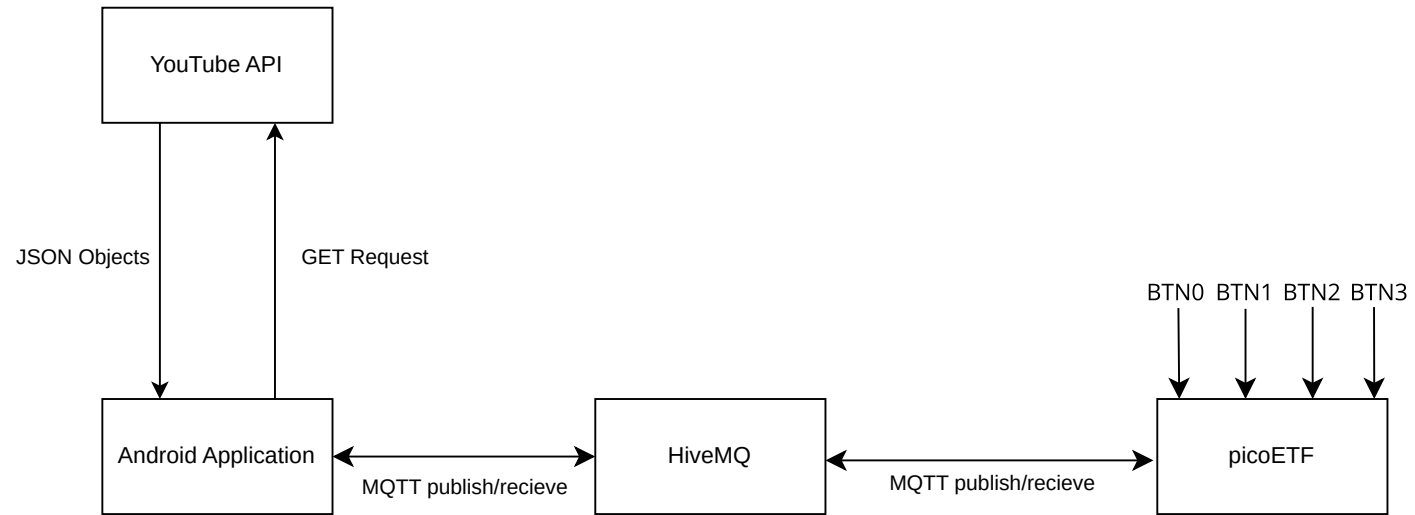 YouTube API
JSON Objects
GET Request
BTN0 BTN1 BTN2 BTN3
Android Application
HiveMQ
picoETF
MQTT publish/recieve
MQTT publish/recieve